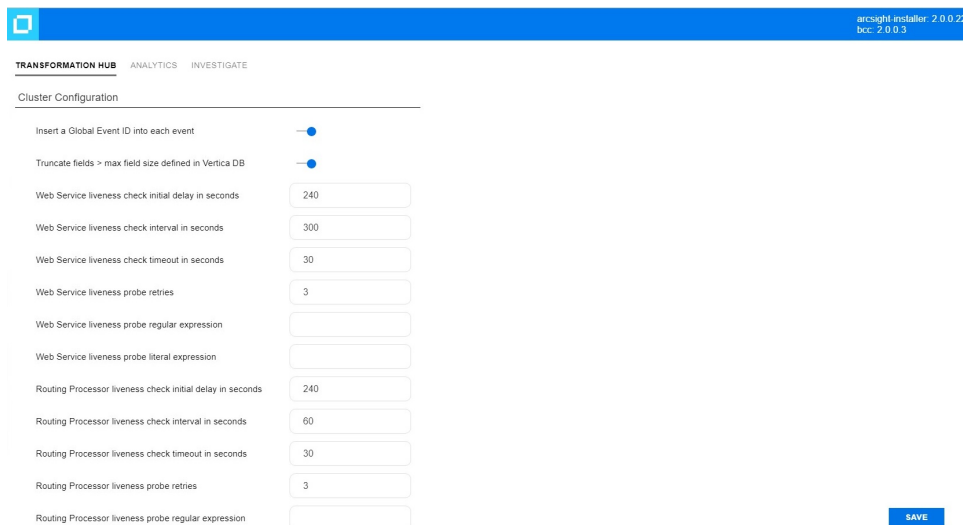 arcsight-installer: 2.0.0.22
bcc: 2.0.0.3
TRANSFORMATION HUB ANALYTICS INVESTIGATE
Cluster Configuration
Insert a Global Event ID into each event
Truncate fields > max field size defined in Vertica DB
Web Service liveness check initial delay in seconds 240
Web Service liveness check interval in seconds 300
Web Service liveness check timeout in seconds 30
Web Service liveness probe retries 3
Web Service liveness probe regular expression
Web Service liveness probe literal expression
Routing Processor liveness check initial delay in seconds 240
Routing Processor liveness check interval in seconds 60
Routing Processor liveness check timeout in seconds 30
Routing Processor liveness probe retries 3
Routing Processor liveness probe regular expression
SAVE